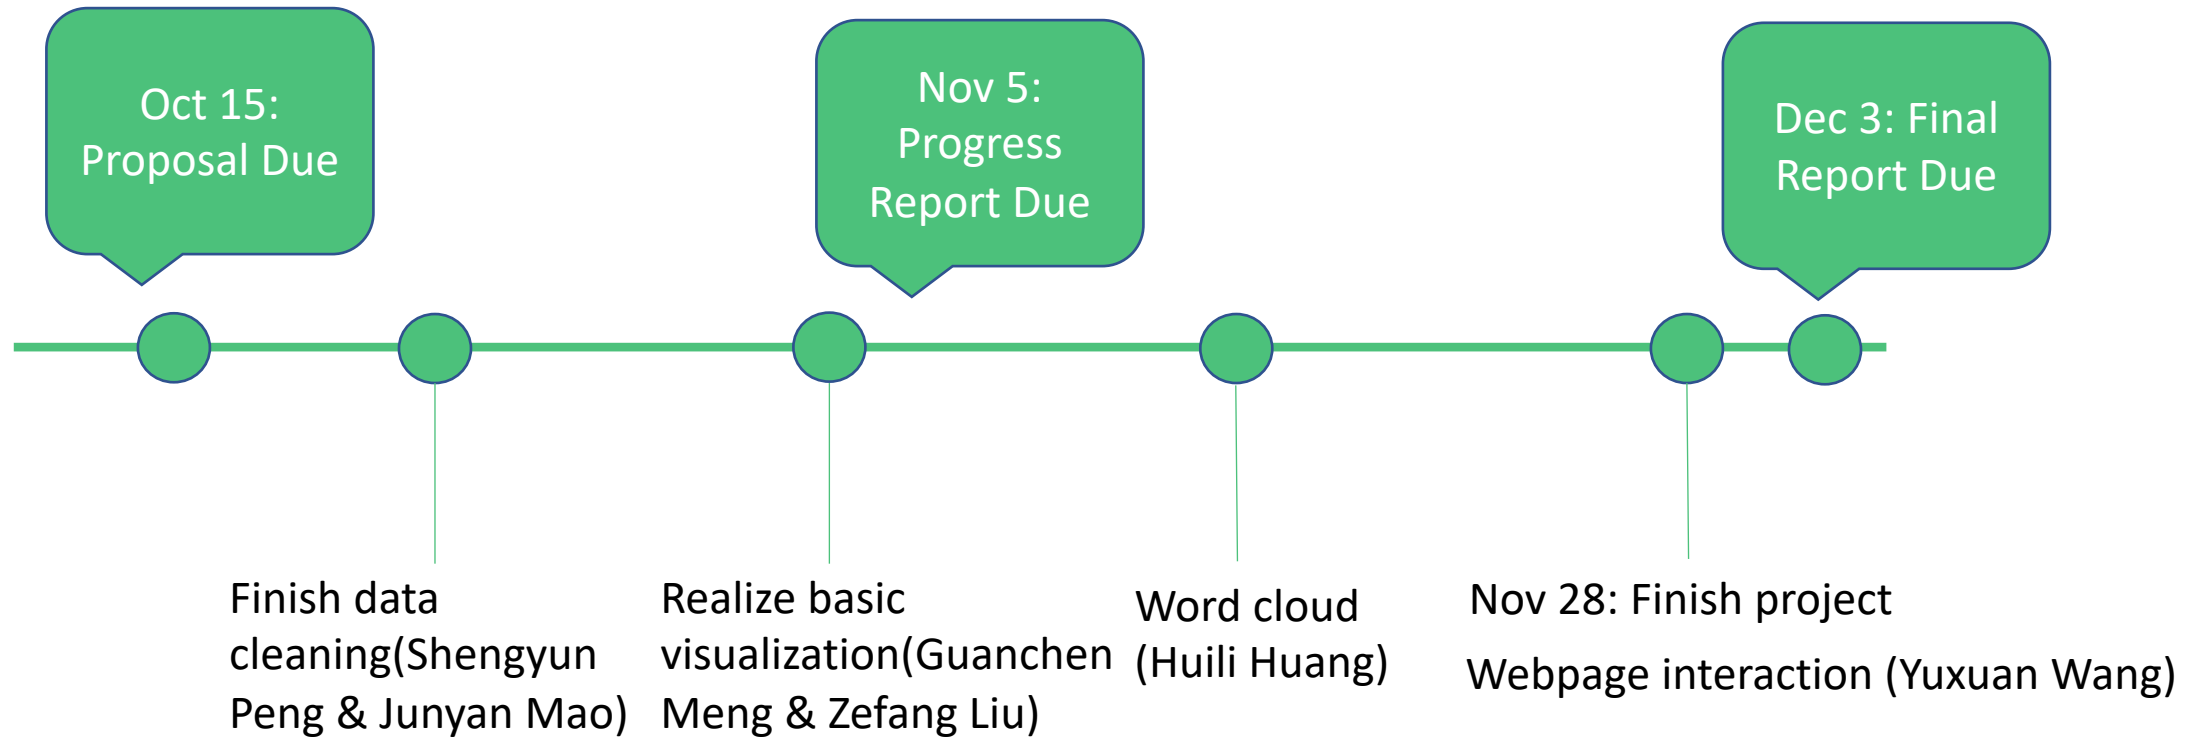 Oct 15:
Proposal Due
Nov 5:
Progress
Report Due
Dec 3: Final
Report Due
Finish data
cleaning(Shengyun
Peng & Junyan Mao)
Realize basic
visualization(Guanchen
Meng & Zefang Liu)
Word cloud
(Huili Huang)
Nov 28: Finish project
Webpage interaction (Yuxuan Wang)